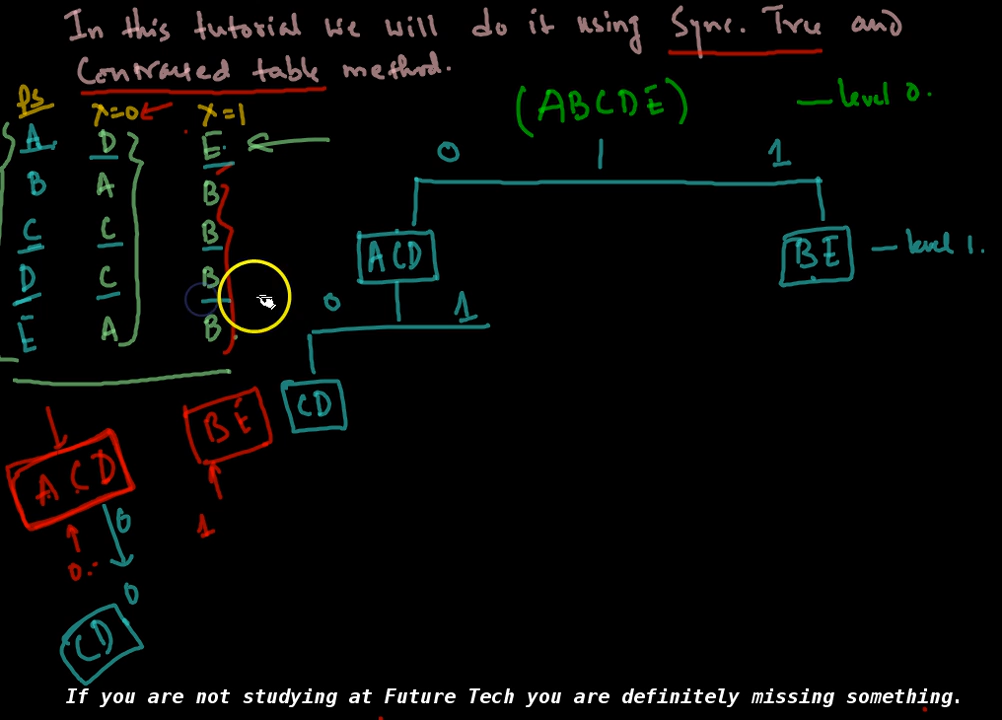 In this tutorial we will do it using Sync. Tree and
Contracted table method.
PS x=0 x=1
A D E
B A B
C C B
D C B
E A B
(ABCDE) — level 0.
0 1
ACD BE — level 1.
0 1
CD
ACD BE
0 1
0
0
CD
If you are not studying at Future Tech you are definitely missing something.